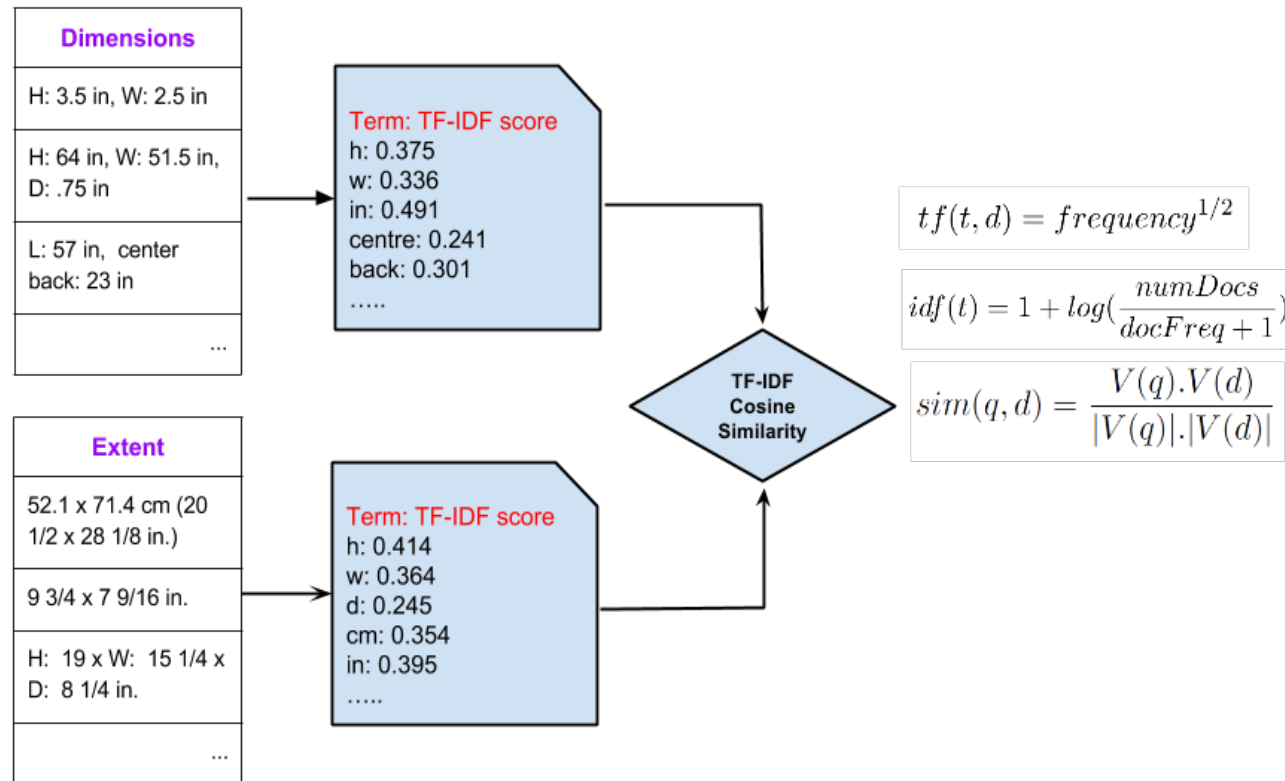 Dimensions
H: 3.5 in, W: 2.5 in
H: 64 in, W: 51.5 in,
D: .75 in
L: 57 in, center
back: 23 in
...
Term: TF-IDF score
h: 0.375
w: 0.336
in: 0.491
centre: 0.241
back: 0.301
.....
Extent
52.1 x 71.4 cm (20
1/2 x 28 1/8 in.)
9 3/4 x 7 9/16 in.
H: 19 x W: 15 1/4 x
D: 8 1/4 in.
...
Term: TF-IDF score
h: 0.414
w: 0.364
d: 0.245
cm: 0.354
in: 0.395
.....
TF-IDF
Cosine
Similarity
tf(t, d) = frequency^{1/2}
idf(t) = 1 + log(\frac{numDocs}{docFreq + 1})
sim(q, d) = \frac{V(q).V(d)}{|V(q)|.|V(d)|}